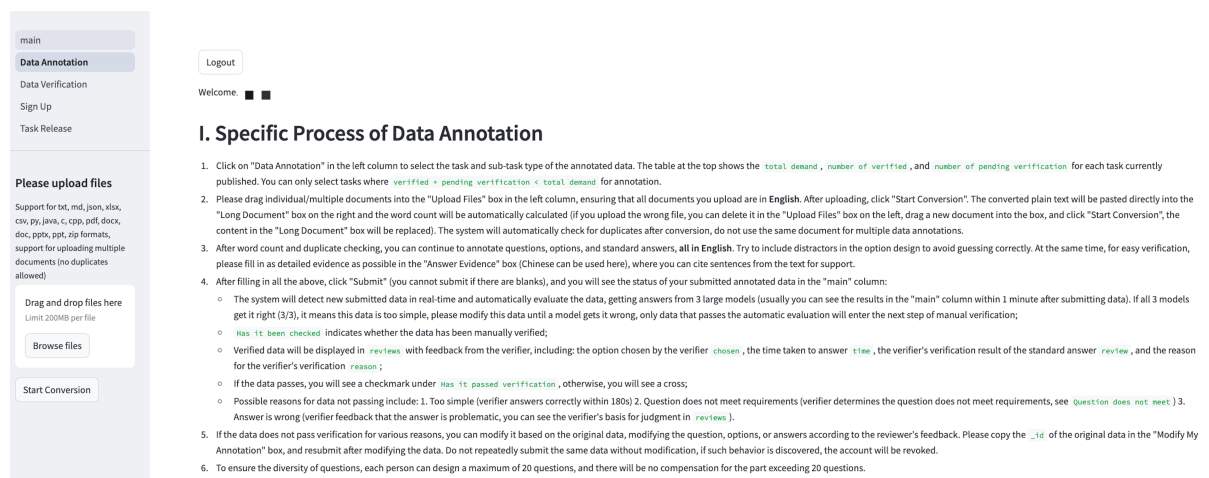 main
Data Annotation
Data Verification
Sign Up
Task Release
Please upload files
Support for txt, md, json, xlsx,
csv, py, java, c, cpp, pdf, docx,
doc, pptx, ppt, zip formats,
support for uploading multiple
documents (no duplicates
allowed)
Drag and drop files here
Limit 200MB per file
Browse files
Start Conversion
Logout
Welcome.
I. Specific Process of Data Annotation
1. Click on "Data Annotation" in the left column to select the task and sub-task type of the annotated data. The table at the top shows the total demand , number of verified , and number of pending verification for each task currently
published. You can only select tasks where verified + pending verification < total demand for annotation.
2. Please drag individual/multiple documents into the "Upload Files" box in the left column, ensuring that all documents you upload are in English. After uploading, click "Start Conversion". The converted plain text will be pasted directly into the
"Long Document" box on the right and the word count will be automatically calculated (if you upload the wrong file, you can delete it in the "Upload Files" box on the left, drag a new document into the box, and click "Start Conversion", the
content in the "Long Document" box will be replaced). The system will automatically check for duplicates after conversion, do not use the same document for multiple data annotations.
3. After word count and duplicate checking, you can continue to annotate questions, options, and standard answers, all in English. Try to include distractors in the option design to avoid guessing correctly. At the same time, for easy verification,
please fill in as detailed evidence as possible in the "Answer Evidence" box (Chinese can be used here), where you can cite sentences from the text for support.
4. After filling in all the above, click "Submit" (you cannot submit if there are blanks), and you will see the status of your submitted annotated data in the "main" column:
○ The system will detect new submitted data in real-time and automatically evaluate the data, getting answers from 3 large models (usually you can see the results in the "main" column within 1 minute after submitting data). If all 3 models
get it right (3/3), it means this data is too simple, please modify this data until a model gets it wrong, only data that passes the automatic evaluation will enter the next step of manual verification;
○ Has it been checked indicates whether the data has been manually verified;
○ Verified data will be displayed in reviews with feedback from the verifier, including: the option chosen by the verifier chosen , the time taken to answer time , the verifier's verification result of the standard answer review , and the reason
for the verifier's verification reason ;
○ If the data passes, you will see a checkmark under Has it passed verification , otherwise, you will see a cross;
○ Possible reasons for data not passing include: 1. Too simple (verifier answers correctly within 180s) 2. Question does not meet requirements (verifier determines the question does not meet requirements, see Question does not meet ) 3.
Answer is wrong (verifier feedback that the answer is problematic, you can see the verifier's basis for judgment in reviews ).
5. If the data does not pass verification for various reasons, you can modify it based on the original data, modifying the question, options, or answers according to the reviewer's feedback. Please copy the _id of the original data in the "Modify My
Annotation" box, and resubmit after modifying the data. Do not repeatedly submit the same data without modification, if such behavior is discovered, the account will be revoked.
6. To ensure the diversity of questions, each person can design a maximum of 20 questions, and there will be no compensation for the part exceeding 20 questions.